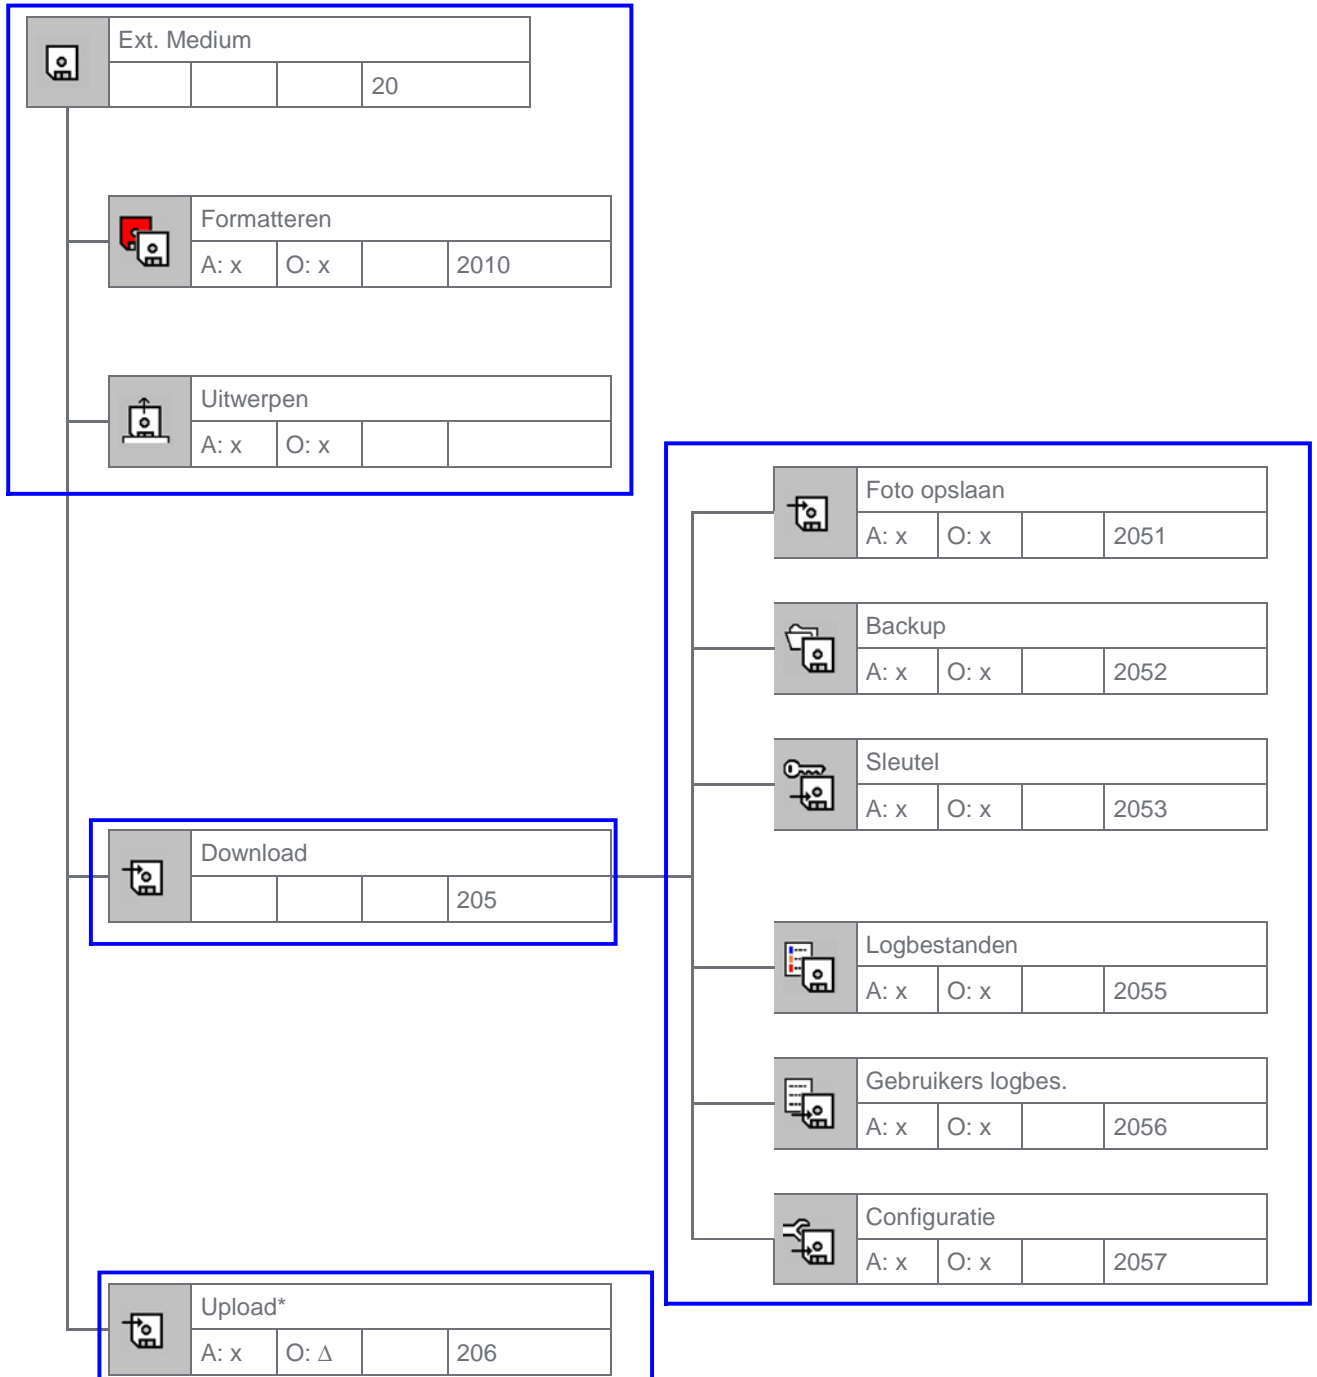 Ext. Medium
20
Formatteren
A: x O: x 2010
Uitwerpen
A: x O: x
Foto opslaan
A: x O: x 2051
Backup
A: x O: x 2052
Sleutel
A: x O: x 2053
Download
205
Logbestanden
A: x O: x 2055
Gebruikers logbes.
A: x O: x 2056
Configuratie
A: x O: x 2057
Upload*
A: x O: Δ 206